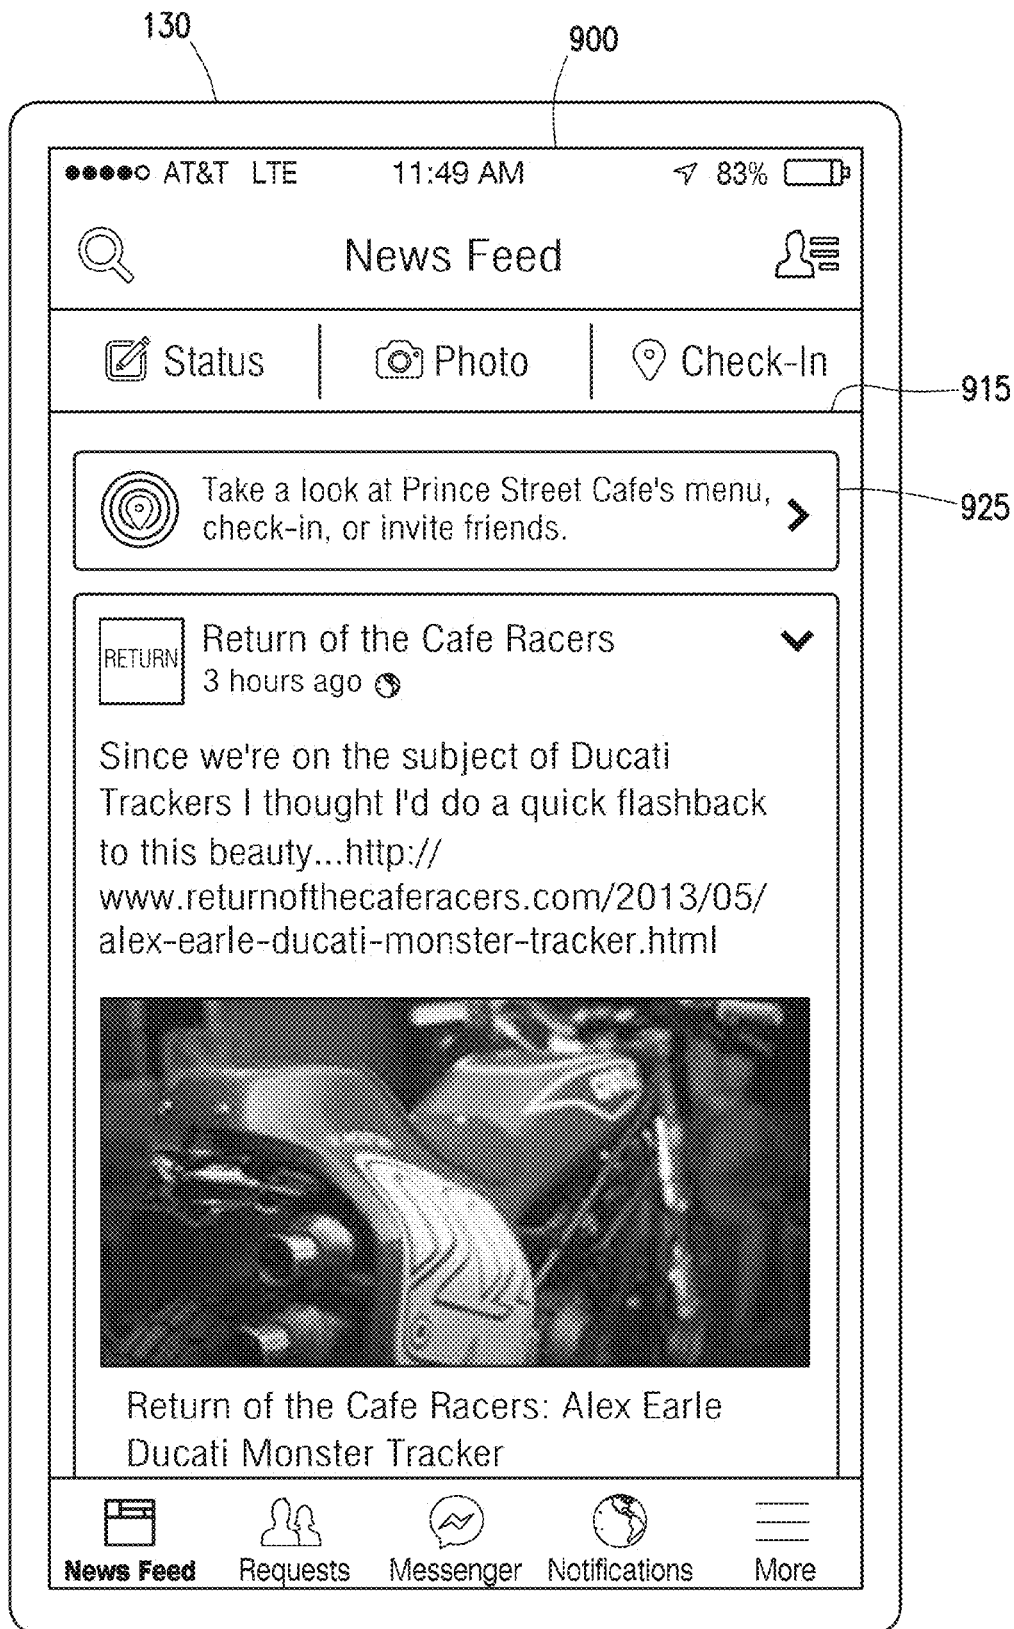 130
900
AT&T LTE 11:49 AM 83%
News Feed
Status Photo Check-In
915
Take a look at Prince Street Cafe's menu,
check-in, or invite friends.
925
RETURN
Return of the Cafe Racers
3 hours ago
Since we're on the subject of Ducati
Trackers I thought I'd do a quick flashback
to this beauty...http://
www.returnofthecaferacers.com/2013/05/
alex-earle-ducati-monster-tracker.html
Return of the Cafe Racers: Alex Earle
Ducati Monster Tracker
News Feed Requests Messenger Notifications More